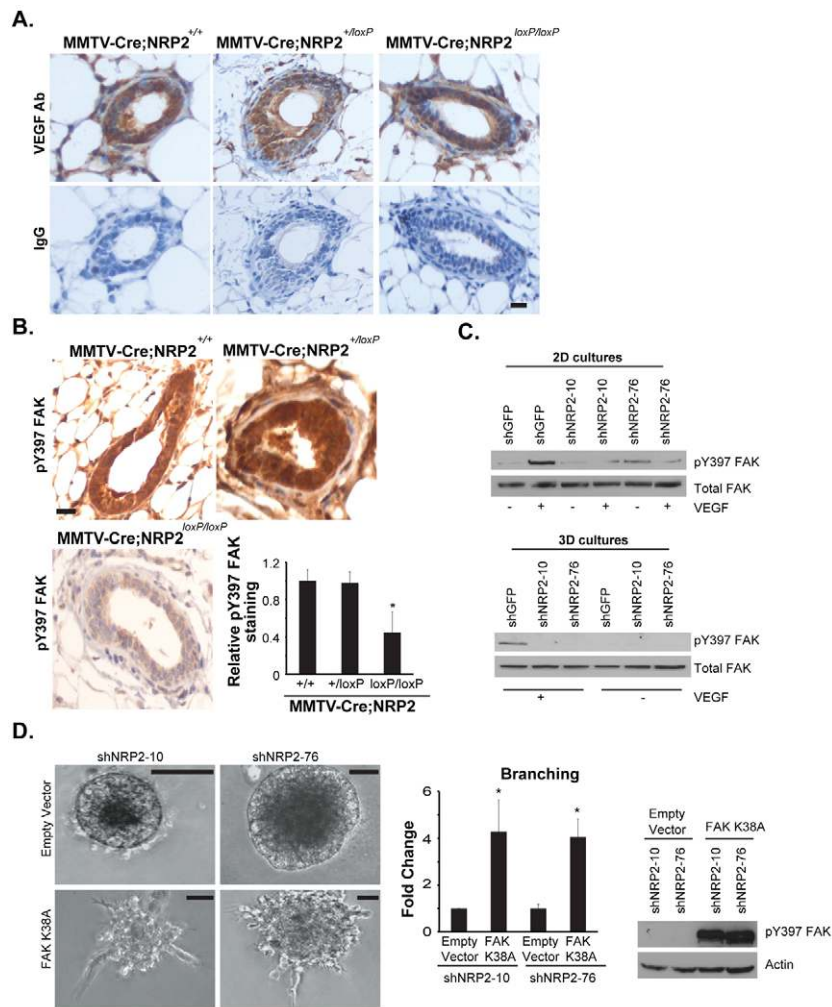 A.
MMTV-Cre;NRP2+/+ MMTV-Cre;NRP2+/loxP MMTV-Cre;NRP2loxP/loxP
VEGF Ab
IgG
B.
MMTV-Cre;NRP2+/+ MMTV-Cre;NRP2+/loxP
pY397 FAK
MMTV-Cre;NRP2loxP/loxP
pY397 FAK
Relative pY397 FAK staining
1.2
0.8
0.4
0
*
+/+ +/loxP loxP/loxP
MMTV-Cre;NRP2
C.
2D cultures
shGFP shGFP shNRP2-10 shNRP2-10 shNRP2-76 shNRP2-76
pY397 FAK
Total FAK
- + - + - + VEGF
3D cultures
shGFP shNRP2-10 shNRP2-76 shGFP shNRP2-10 shNRP2-76
pY397 FAK
Total FAK
+ - VEGF
D.
shNRP2-10 shNRP2-76
Empty Vector
FAK K38A
Branching
Fold Change
6
4
2
0
* *
Empty FAK Empty FAK
Vector K38A Vector K38A
shNRP2-10 shNRP2-76
Empty
Vector FAK K38A
shNRP2-10 shNRP2-76 shNRP2-10 shNRP2-76
pY397 FAK
Actin